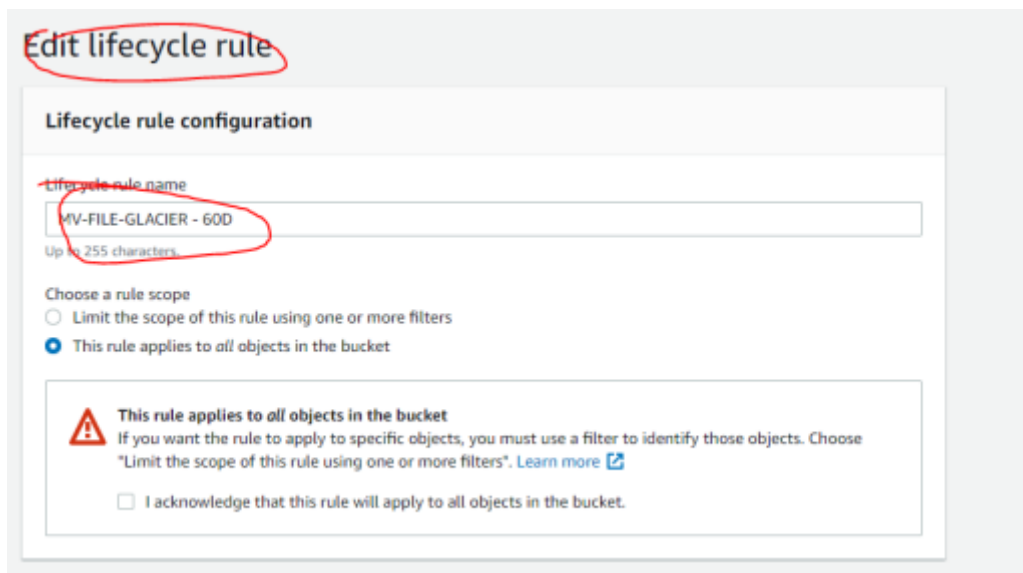 Edit lifecycle rule
Lifecycle rule configuration
Lifecycle rule name
MV-FILE-GLACIER - 60D
Up to 255 characters.
Choose a rule scope
Limit the scope of this rule using one or more filters
This rule applies to all objects in the bucket
This rule applies to all objects in the bucket
If you want the rule to apply to specific objects, you must use a filter to identify those objects. Choose
"Limit the scope of this rule using one or more filters". Learn more
I acknowledge that this rule will apply to all objects in the bucket.